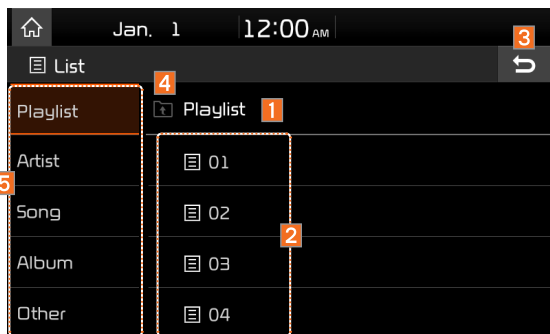 Jan. 1 12:00 AM
3
List
4
Playlist
Playlist 1
Artist
01
5
Song
02
2
Album
03
Other
04